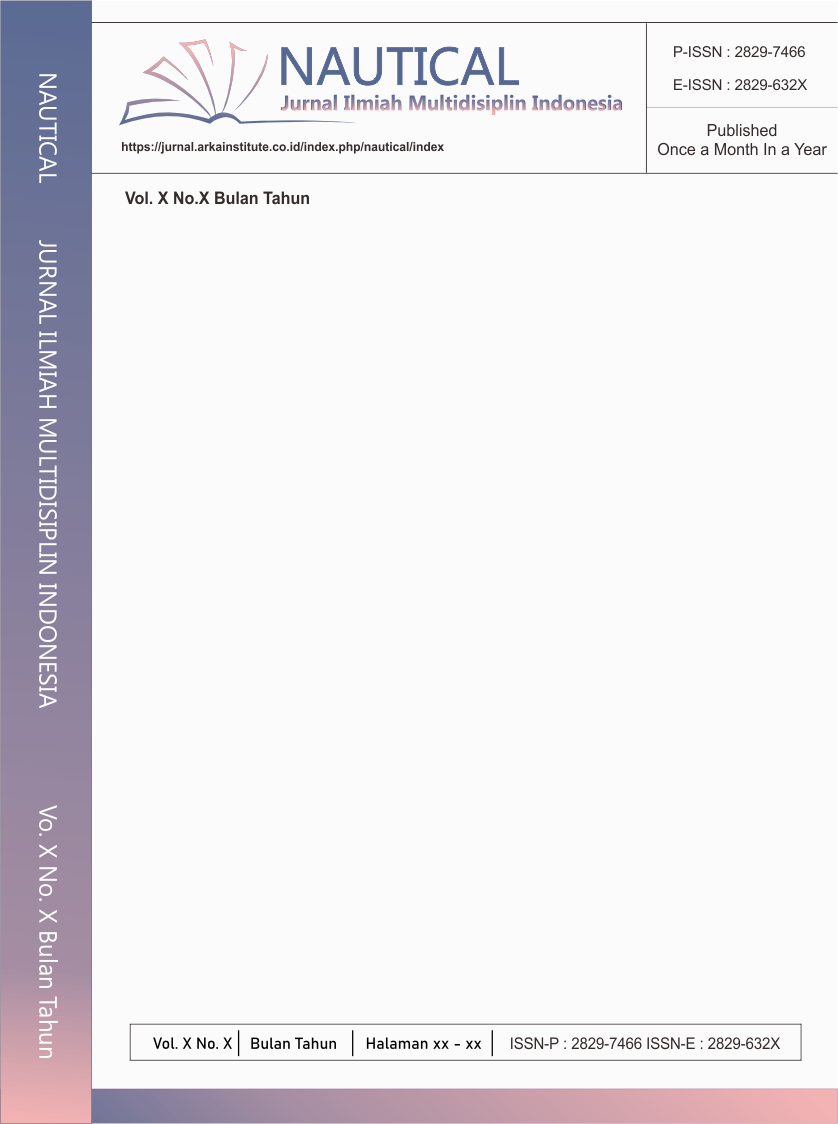 NAUTICAL
JURNAL ILMIAH MULTIDISIPLIN INDONESIA
Vo. X No. X Bulan Tahun
NAUTICAL
Jurnal Ilmiah Multidisiplin Indonesia
https://jurnal.arkainstitute.co.id/index.php/nautical/index
P-ISSN : 2829-7466
E-ISSN : 2829-632X
Published
Once a Month In a Year
Vol. X No.X Bulan Tahun
Vol. X No. X | Bulan Tahun | Halaman xx - xx | ISSN-P : 2829-7466 ISSN-E : 2829-632X